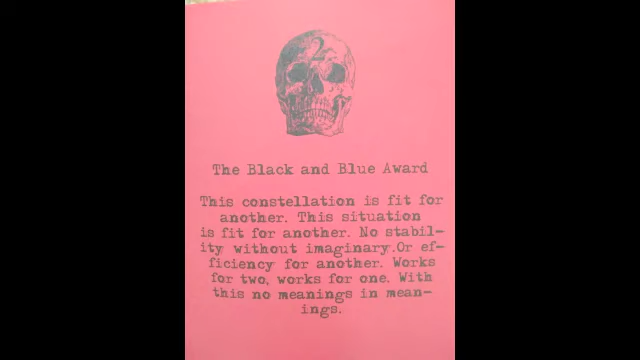 2
The Black and Blue Award
This constellation is fit for
another. This situation
is fit for another. No stabil-
ity without imaginary.Or ef-
ficiency for another. Works
for two, works for one. With
this no meanings in mean-
ings.